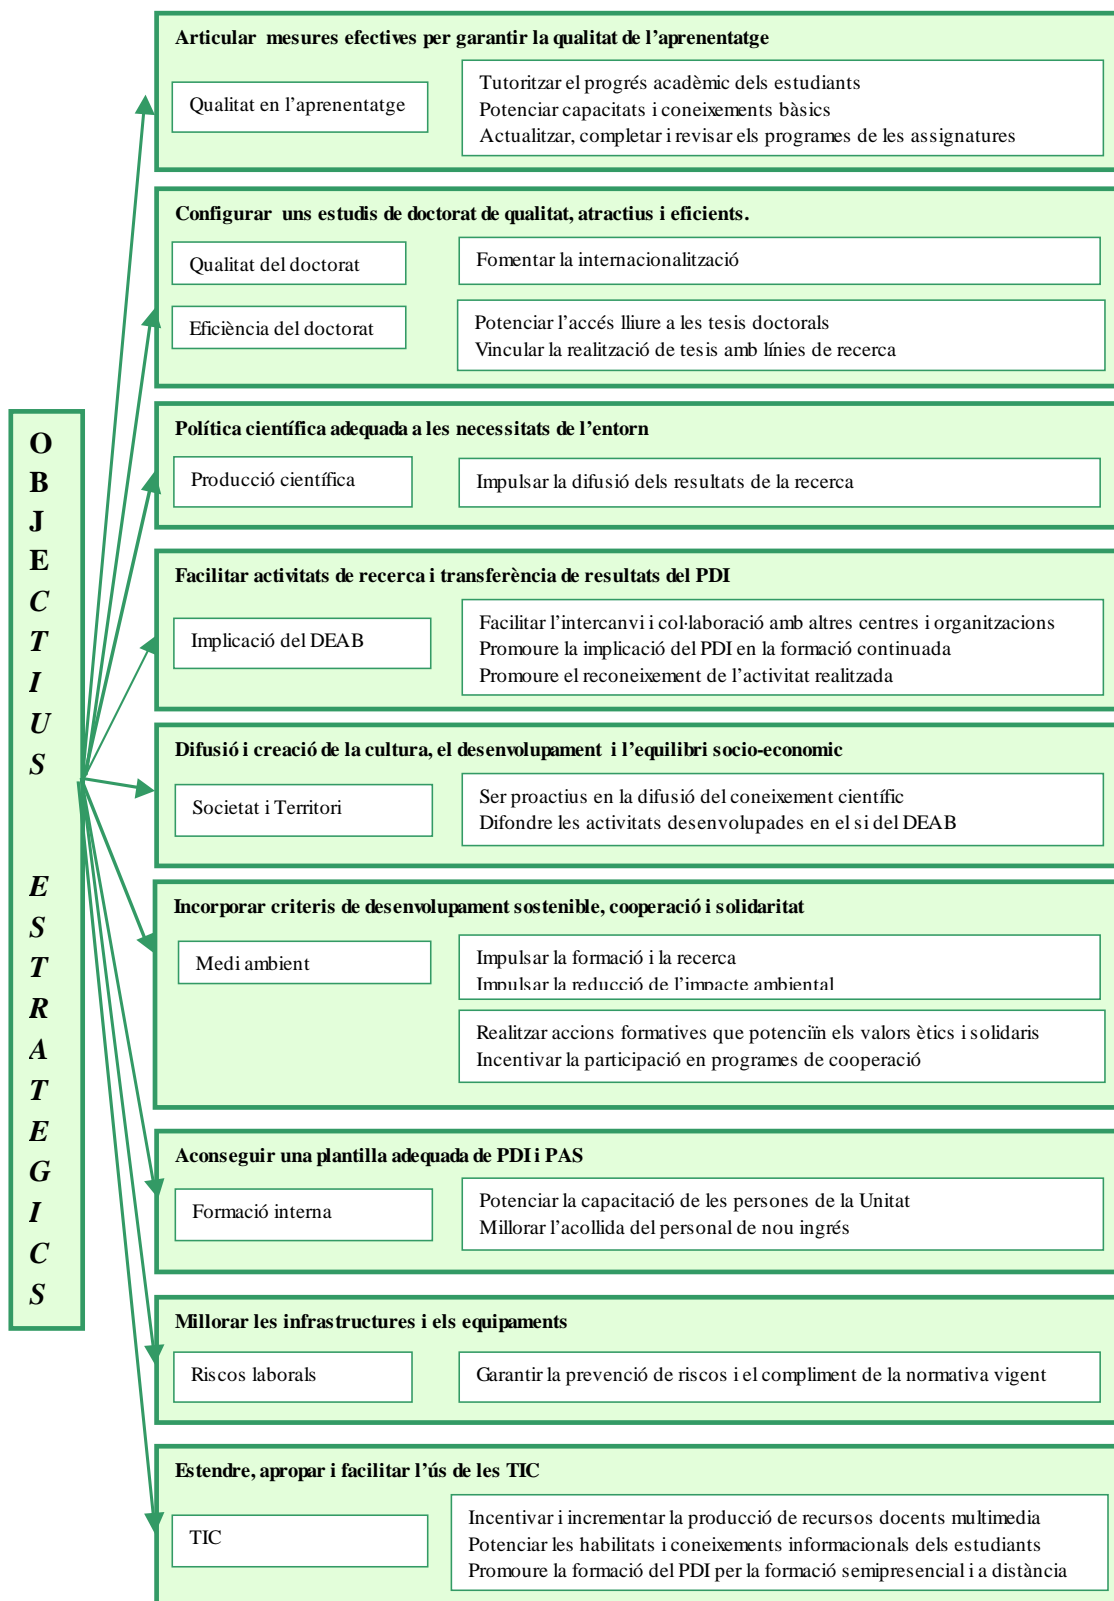 OBJECTIUS ESTRATEGICS
Articular mesures efectives per garantir la qualitat de l’aprenentatge
Qualitat en l’aprenentatge
Tutoritzar el progrés acadèmic dels estudiants
Potenciar capacitats i coneixements bàsics
Actualitzar, completar i revisar els programes de les assignatures
Configurar uns estudis de doctorat de qualitat, atractius i eficients.
Qualitat del doctorat
Fomentar la internacionalització
Eficiència del doctorat
Potenciar l’accés lliure a les tesis doctorals
Vincular la realització de tesis amb línies de recerca
Política científica adequada a les necessitats de l’entorn
Producció científica
Impulsar la difusió dels resultats de la recerca
Facilitar activitats de recerca i transferència de resultats del PDI
Implicació del DEAB
Facilitar l’intercanvi i col·laboració amb altres centres i organitzacions
Promoure la implicació del PDI en la formació continuada
Promoure el reconeixement de l’activitat realitzada
Difusió i creació de la cultura, el desenvolupament i l’equilibri socio-economic
Societat i Territori
Ser proactius en la difusió del coneixement científic
Difondre les activitats desenvolupades en el si del DEAB
Incorporar criteris de desenvolupament sostenible, cooperació i solidaritat
Medi ambient
Impulsar la formació i la recerca
Impulsar la reducció de l’impacte ambiental
Realitzar accions formatives que potenciïn els valors ètics i solidaris
Incentivar la participació en programes de cooperació
Aconseguir una plantilla adequada de PDI i PAS
Formació interna
Potenciar la capacitació de les persones de la Unitat
Millorar l’acollida del personal de nou ingrés
Millorar les infrastructures i els equipaments
Riscos laborals
Garantir la prevenció de riscos i el compliment de la normativa vigent
Estendre, apropar i facilitar l’ús de les TIC
TIC
Incentivar i incrementar la producció de recursos docents multimedia
Potenciar les habilitats i coneixements informacionals dels estudiants
Promoure la formació del PDI per la formació semipresencial i a distància